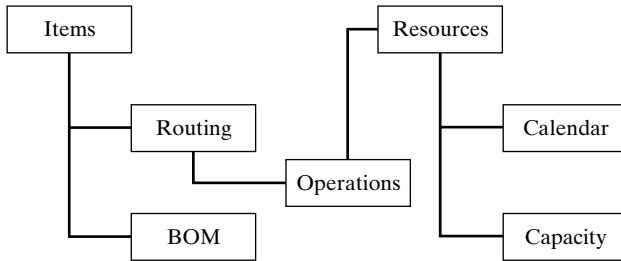 Items
Resources
Routing
Calendar
Operations
BOM
Capacity